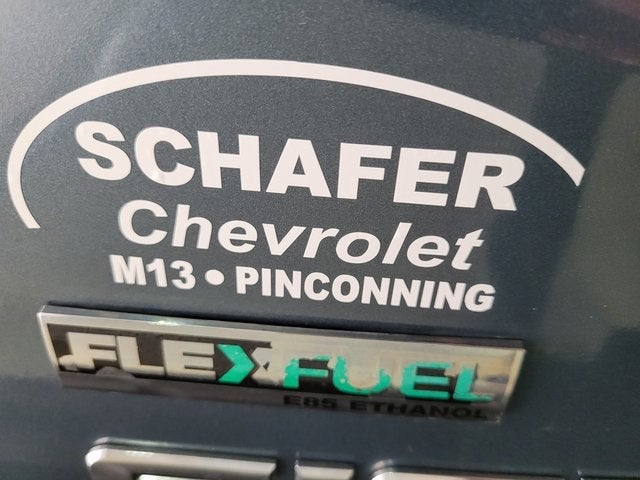 SCHAFER
Chevrolet
M13 • PINCONNING
FLEXFUEL
E85 ETHANOL